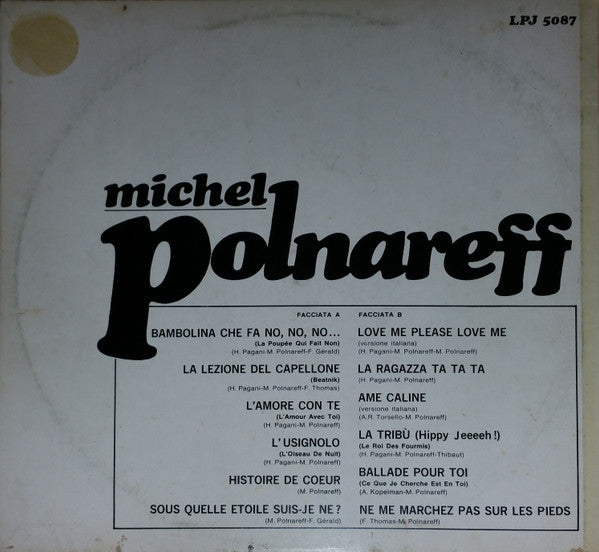 LPJ 5087
michel
polnareff
FACCIATA A
BAMBOLINA CHE FA NO, NO, NO...
(La Poupée Qui Fait Non)
(H. Pagani-M. Polnareff-F. Gérald)
LA LEZIONE DEL CAPELLONE
(Beatnik)
(H. Pagani-M. Polnareff-F. Thomas)
L'AMORE CON TE
(L'Amour Avec Toi)
(H. Pagani-M. Polnareff)
L'USIGNOLO
(L'Oiseau De Nuit)
(H. Pagani-M. Polnareff)
HISTOIRE DE COEUR
(M. Polnareff)
SOUS QUELLE ETOILE SUIS-JE NE?
(M. Polnareff-F. Gérald)
FACCIATA B
LOVE ME PLEASE LOVE ME
(versione italiana)
(H. Pagani-M. Polnareff-M. Polnareff)
LA RAGAZZA TA TA TA
(H. Pagani-M. Polnareff)
AME CALINE
(versione italiana)
(A.R. Torsello-M. Polnareff)
LA TRIBÙ (Hippy Jeeeeh!)
(Le Roi Des Fourmis)
(H. Pagani-M. Polnareff-Thibaut)
BALLADE POUR TOI
(Ce Que Je Cherche Est En Toi)
(A. Kopelman-M. Polnareff)
NE ME MARCHEZ PAS SUR LES PIEDS
(F. Thomas-M. Polnareff)